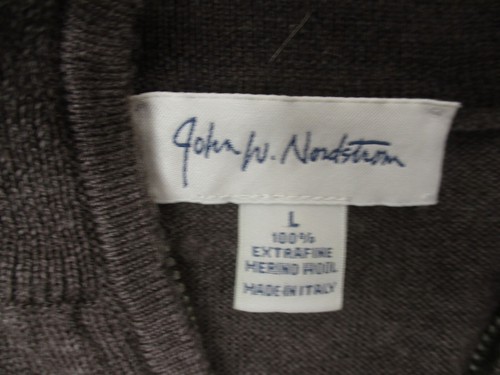 John W. Nordstrom
L
100%
EXTRAFINE
MERINO WOOL
MADE IN ITALY